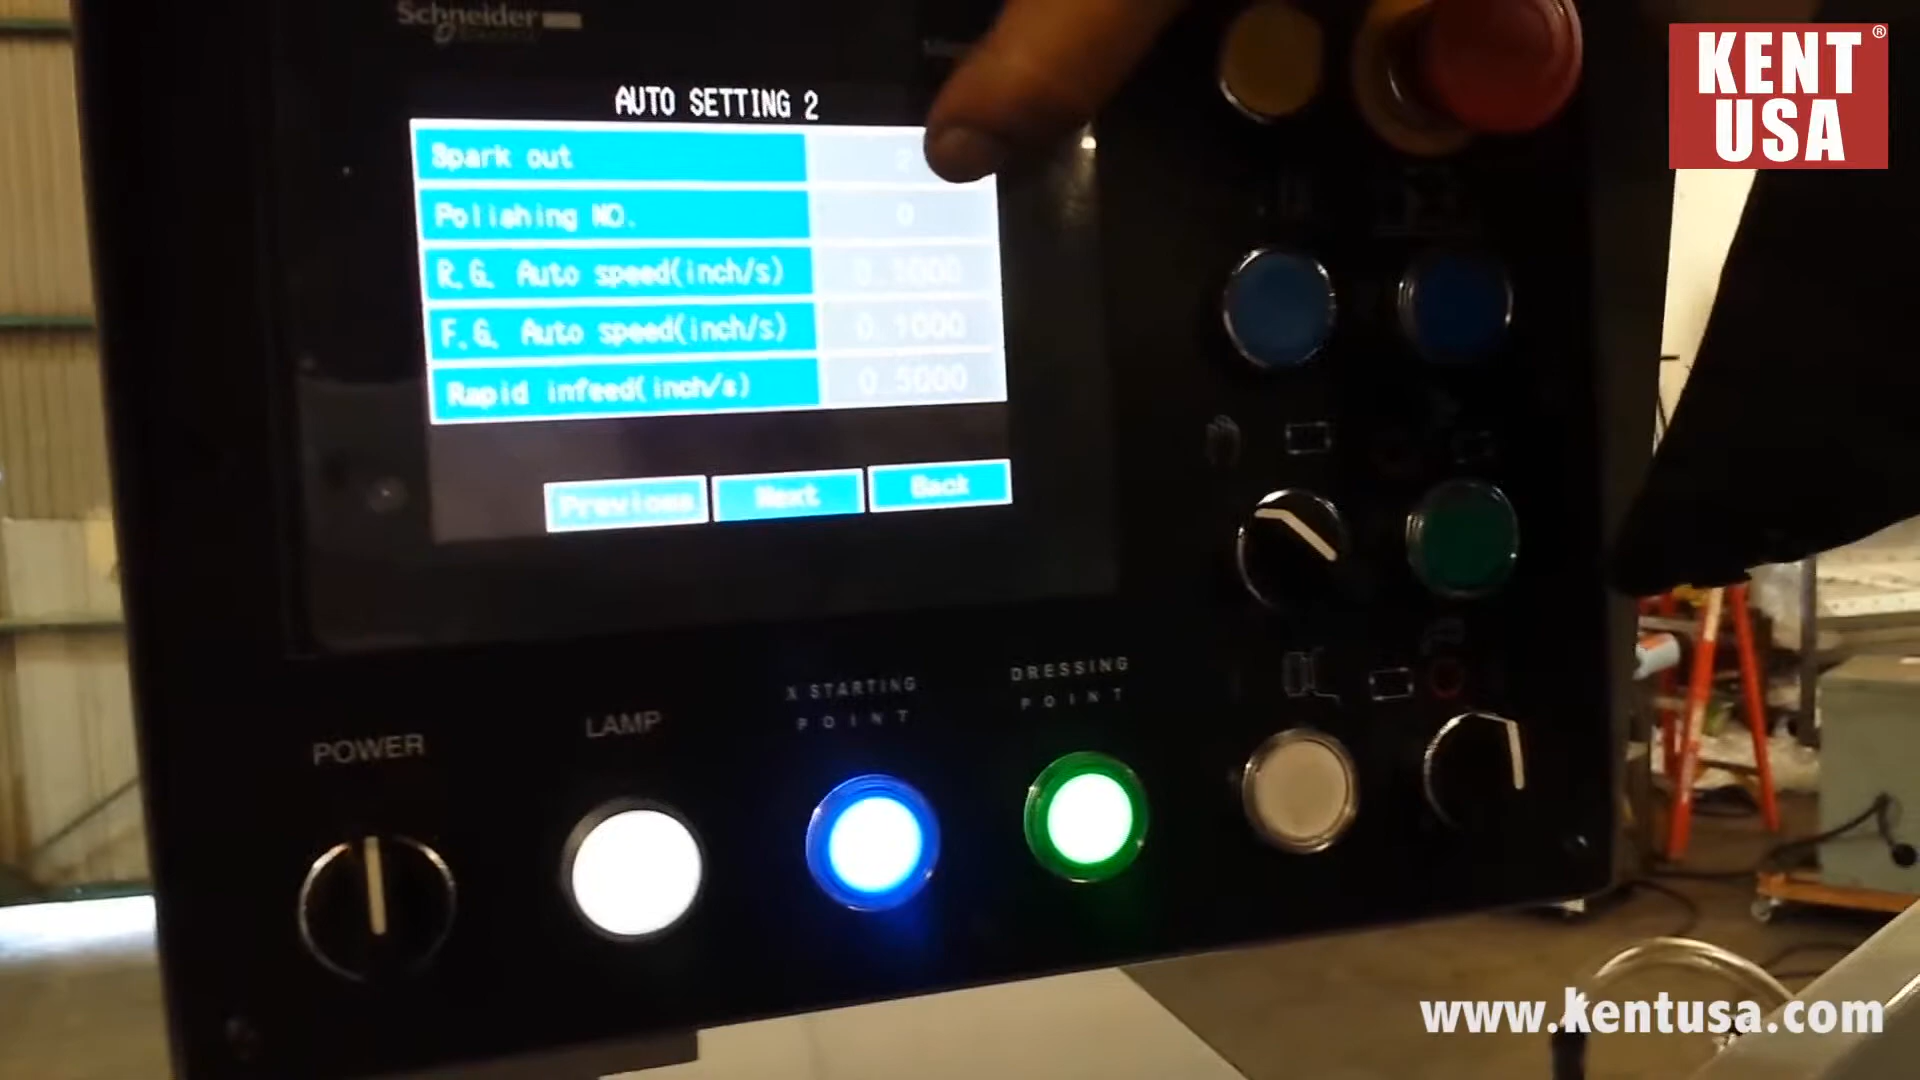 Schneider
KENT
USA
®
AUTO SETTING 2
Spark out 2
Polishing NO. 0
R.G. Auto speed(inch/s) 0.1000
F.G. Auto speed(inch/s) 0.1000
Rapid infeed(inch/s) 0.5000
Previous Next Back
X STARTING
POINT
DRESSING
POINT
POWER
LAMP
www.kentusa.com